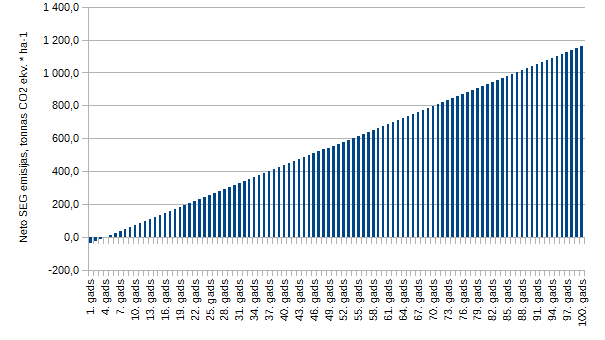 Neto SEG emisijas, tonnas CO2 ekv. * ha-1
1 400,0
1 200,0
1 000,0
800,0
600,0
400,0
200,0
0,0
-200,0
1. gads
4. gads
7. gads
10. gads
13. gads
16. gads
19. gads
22. gads
25. gads
28. gads
31. gads
34. gads
37. gads
40. gads
43. gads
46. gads
49. gads
52. gads
55. gads
58. gads
61. gads
64. gads
67. gads
70. gads
73. gads
76. gads
79. gads
82. gads
85. gads
88. gads
91. gads
94. gads
97. gads
100. gads